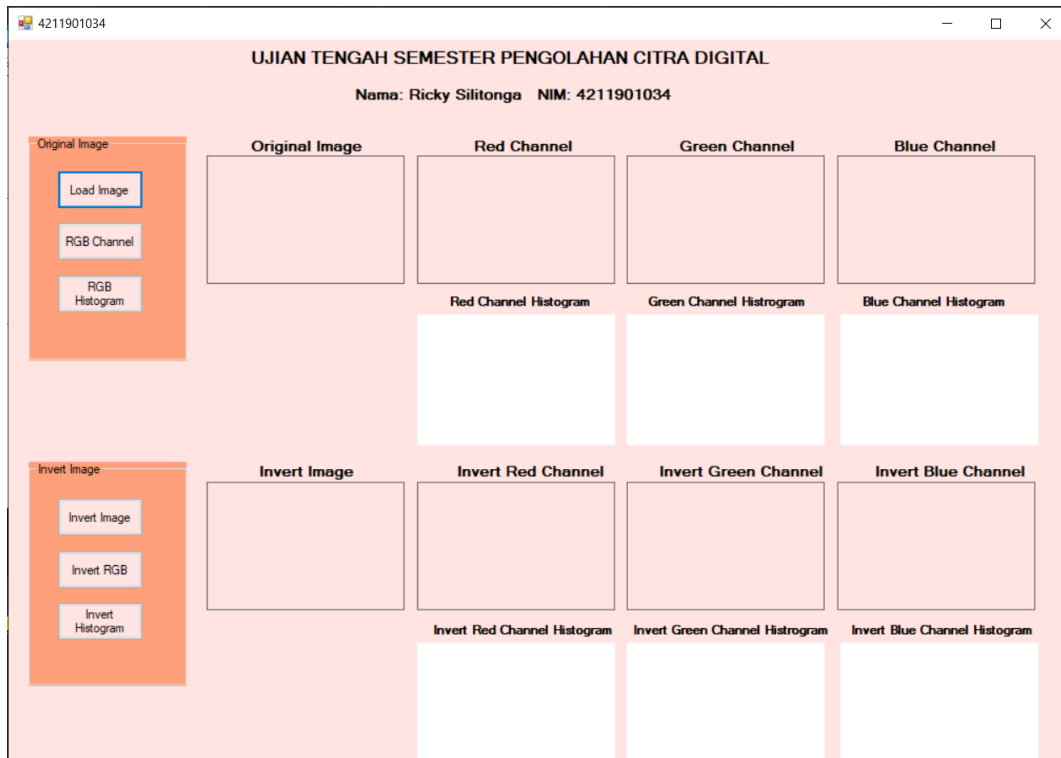 4211901034
UJIAN TENGAH SEMESTER PENGOLAHAN CITRA DIGITAL
Nama: Ricky Silitonga NIM: 4211901034
Original Image
Load Image
RGB Channel
RGB
Histogram
Original Image
Red Channel
Green Channel
Blue Channel
Red Channel Histogram
Green Channel Histrogram
Blue Channel Histogram
Invert Image
Invert Image
Invert RGB
Invert
Histogram
Invert Image
Invert Red Channel
Invert Green Channel
Invert Blue Channel
Invert Red Channel Histogram
Invert Green Channel Histrogram
Invert Blue Channel Histogram